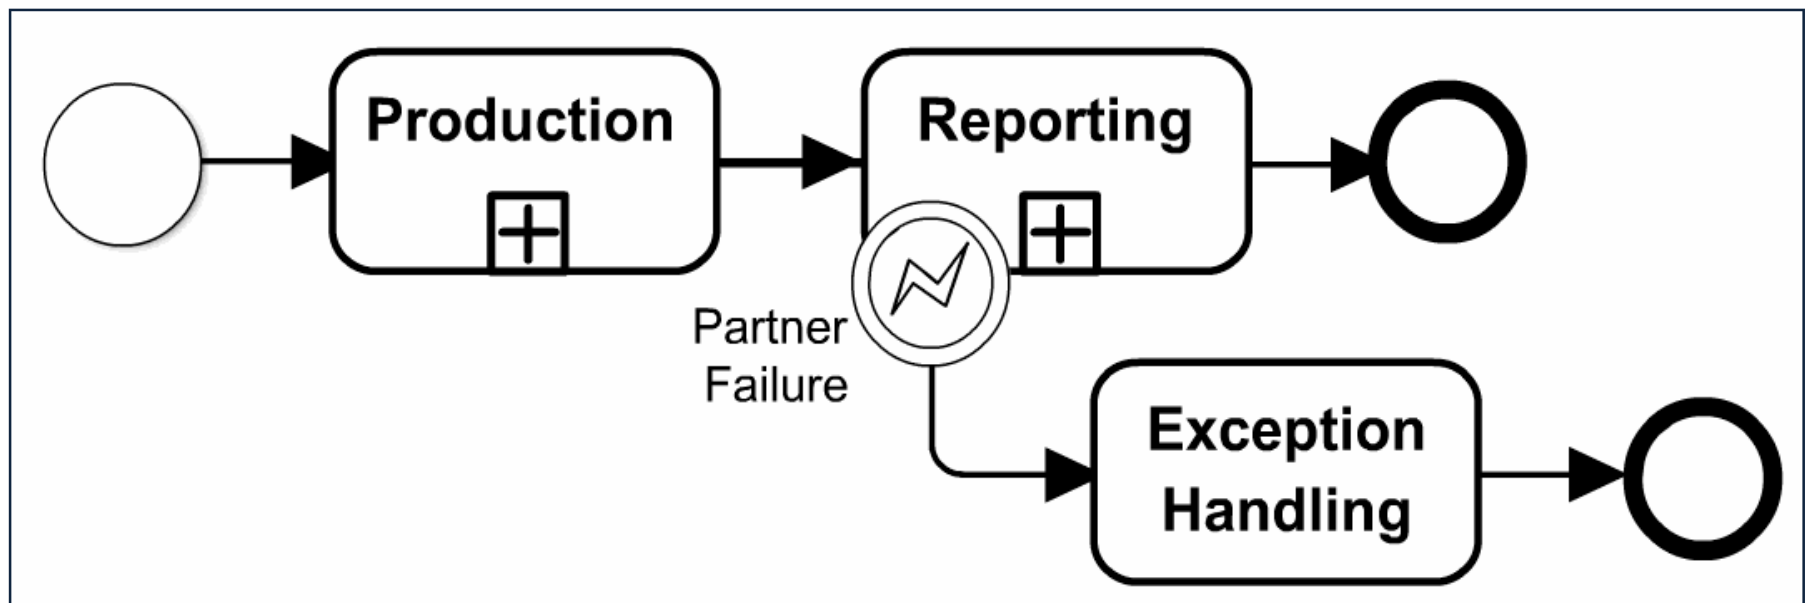 Production
Reporting
Partner
Failure
Exception
Handling